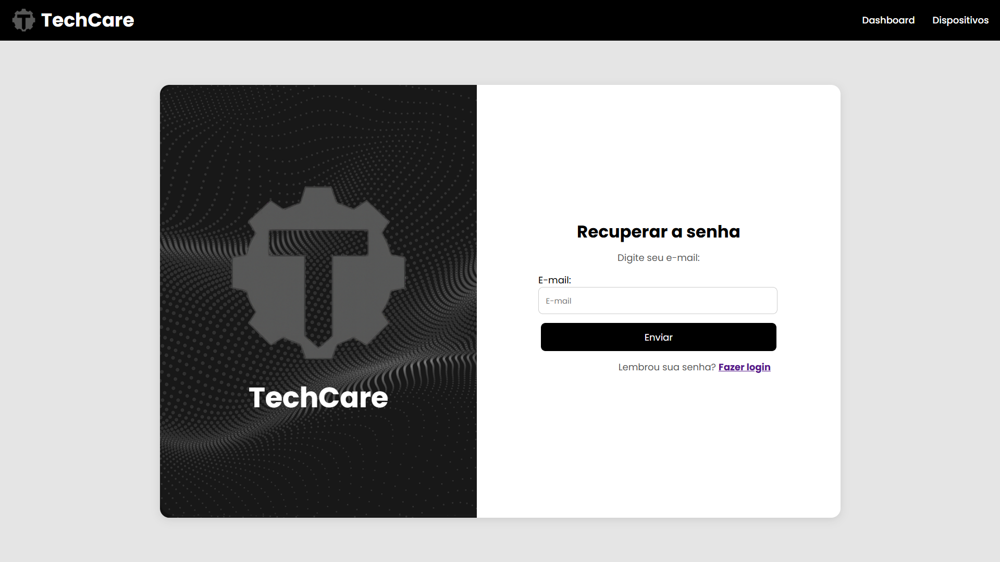 TechCare
Dashboard
Dispositivos
TechCare
Recuperar a senha
Digite seu e-mail:
E-mail:
E-mail
Enviar
Lembrou sua senha? Fazer login